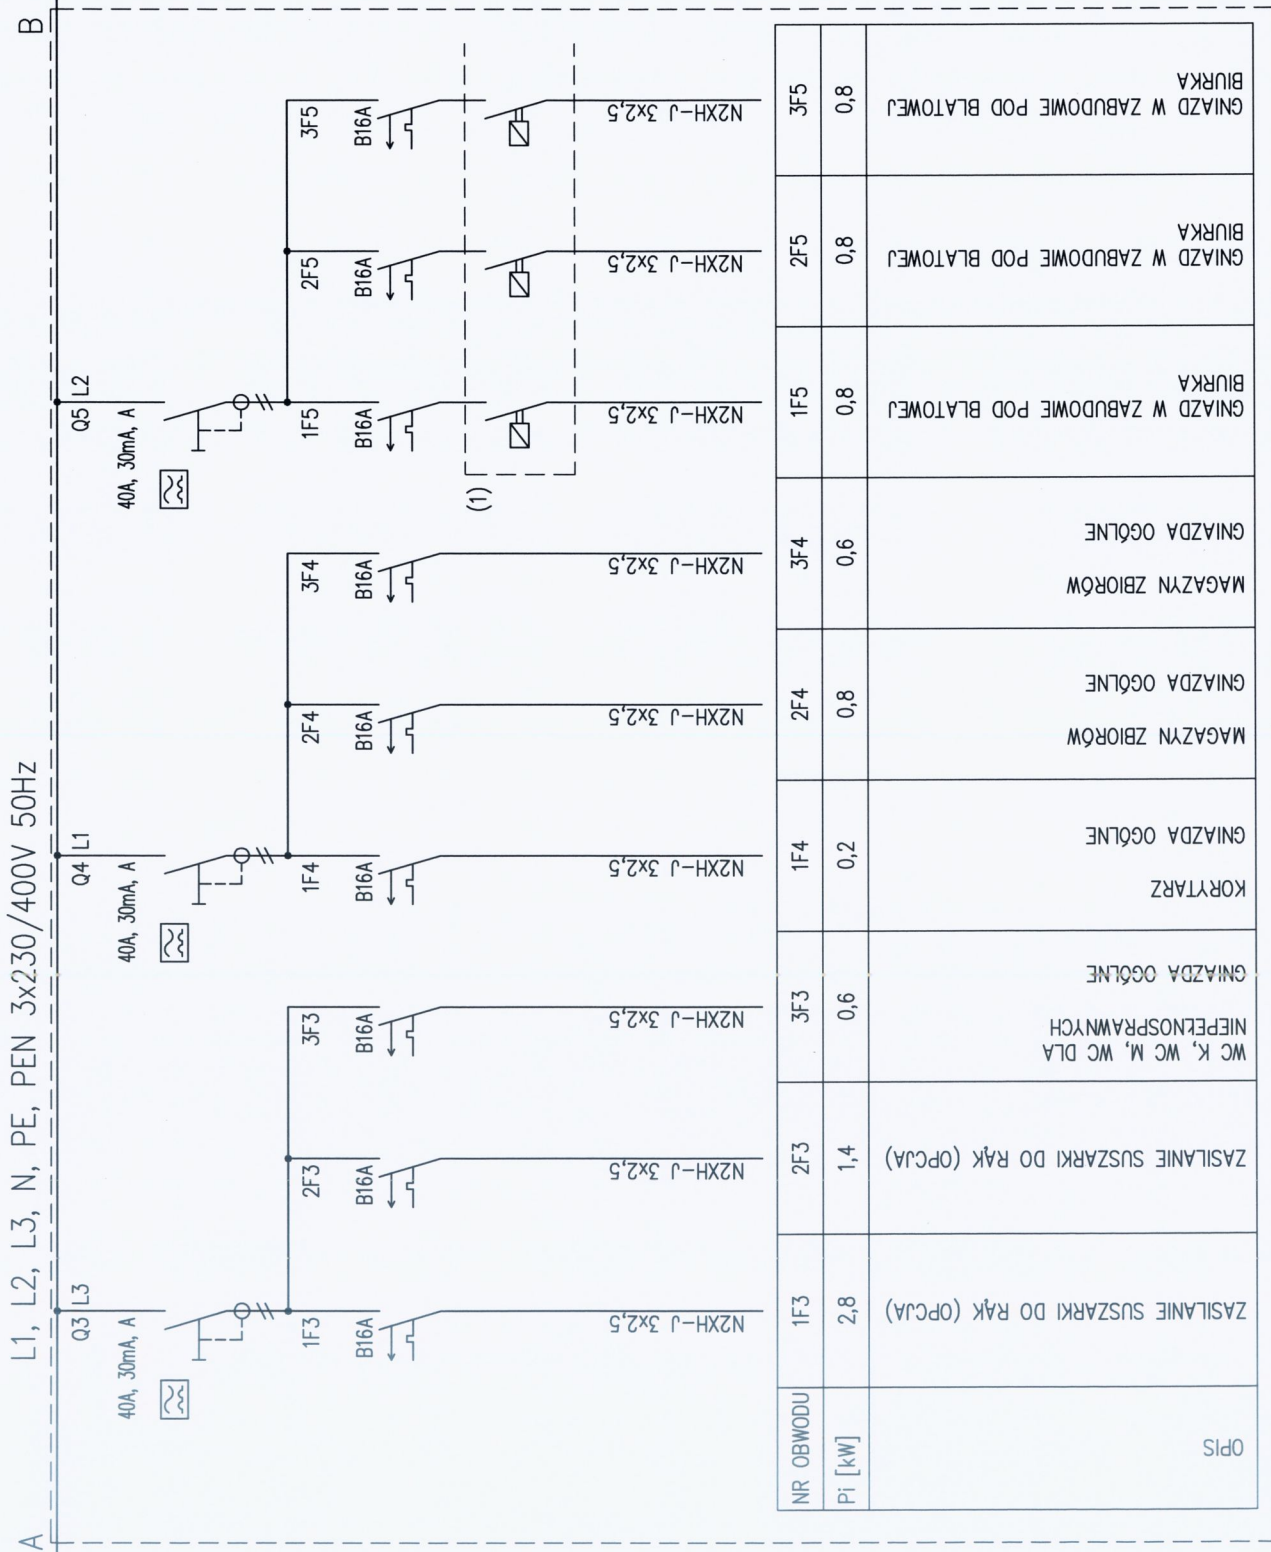 A
B
L1, L2, L3, N, PE, PEN 3x230/400V 50Hz
Q3 L3
40A, 30mA, A
1F3
B16A
N2XH-J 3x2,5
2F3
B16A
N2XH-J 3x2,5
3F3
B16A
N2XH-J 3x2,5
Q4 L1
40A, 30mA, A
1F4
B16A
N2XH-J 3x2,5
2F4
B16A
N2XH-J 3x2,5
3F4
B16A
N2XH-J 3x2,5
Q5 L2
40A, 30mA, A
1F5
B16A
N2XH-J 3x2,5
2F5
B16A
N2XH-J 3x2,5
3F5
B16A
N2XH-J 3x2,5
(1)
NR OBWODU
1F3
2F3
3F3
1F4
2F4
3F4
1F5
2F5
3F5
Pi [kW]
2,8
1,4
0,6
0,2
0,8
0,6
0,8
0,8
0,8
OPIS
ZASILANIE SUSZARKI DO RĄK (OPCJA)
ZASILANIE SUSZARKI DO RĄK (OPCJA)
WC K, WC M, WC DLA
NIEPEŁNOSPRAWNYCH
GNIAZDA OGÓLNE
KORYTARZ
GNIAZDA OGÓLNE
MAGAZYN ZBIORÓW
GNIAZDA OGÓLNE
MAGAZYN ZBIORÓW
GNIAZDA OGÓLNE
GNIAZD W ZABUDOWIE POD BLATOWEJ
BIURKA
GNIAZD W ZABUDOWIE POD BLATOWEJ
BIURKA
GNIAZD W ZABUDOWIE POD BLATOWEJ
BIURKA